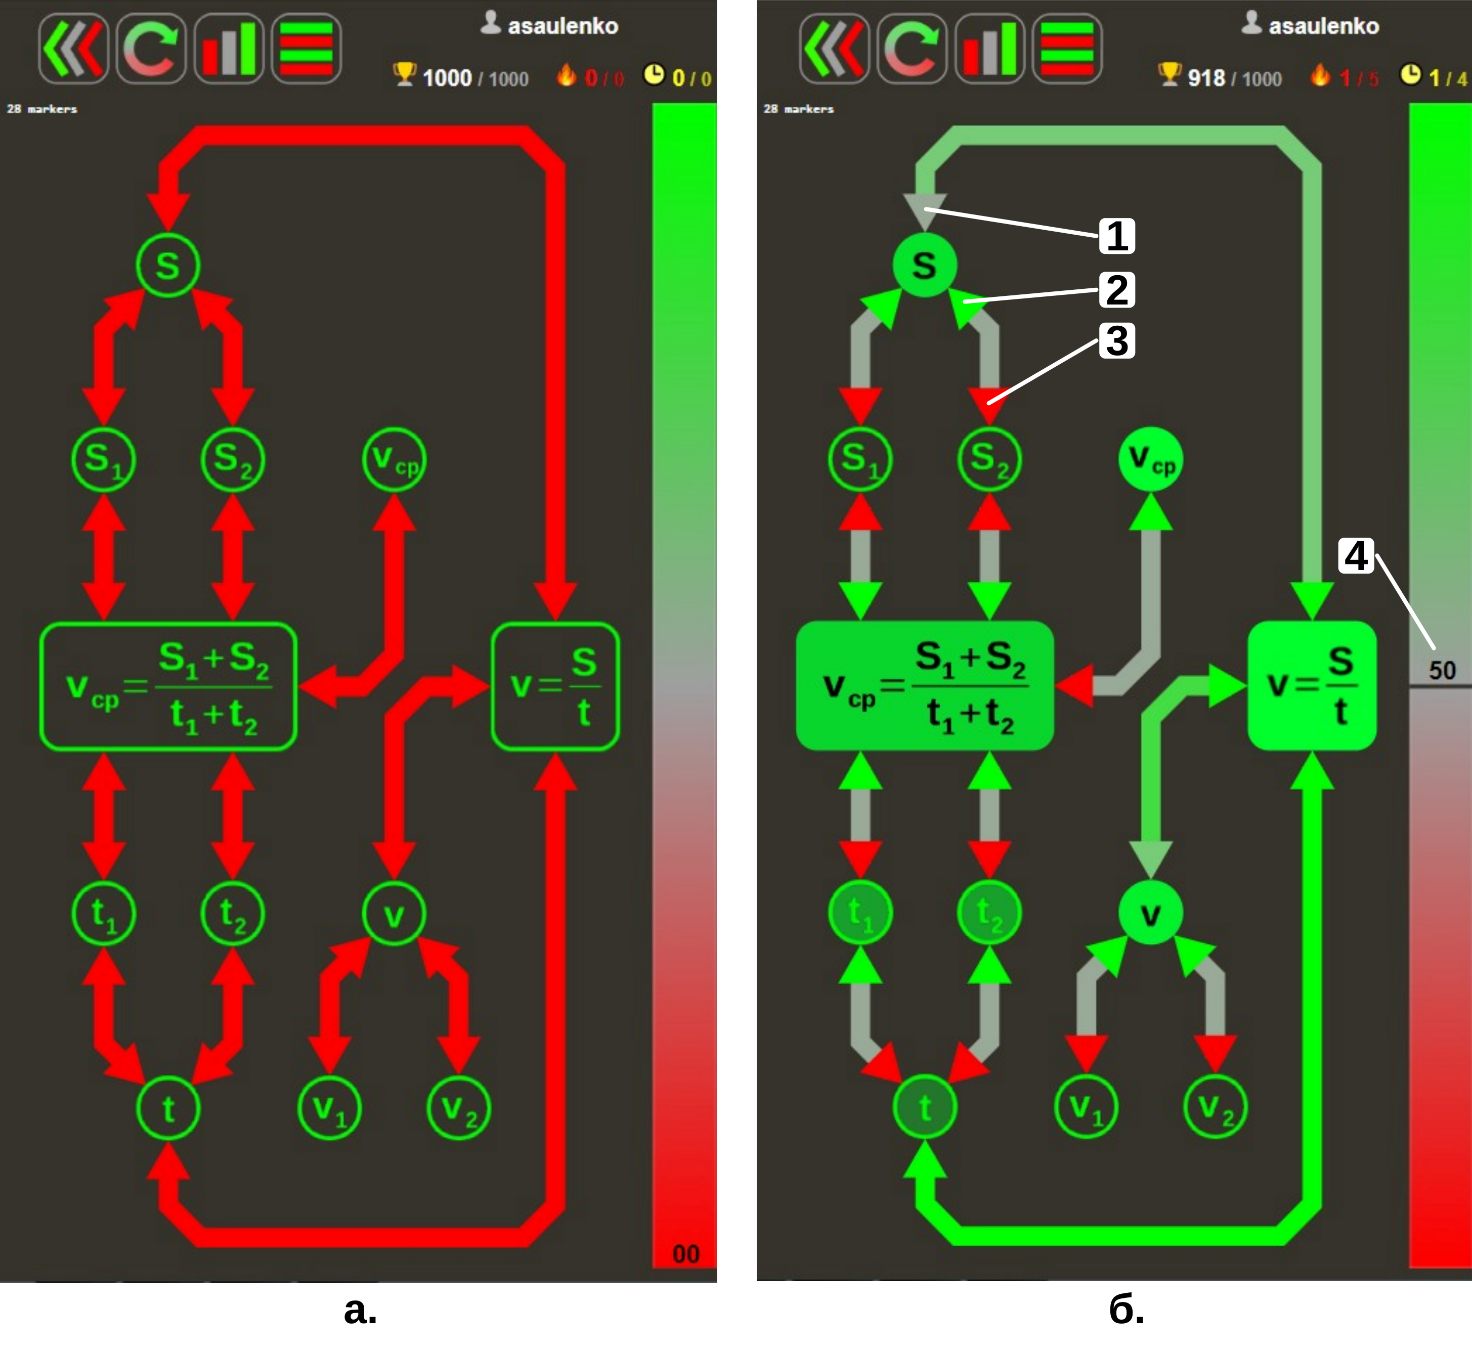 asaulenko
1000 / 1000 0 / 0 0 / 0
28 markers
S
S1 S2 vcp
vcp = S1+S2 / t1+t2
v = S / t
t1 t2 v
t v1 v2
00
а.
asaulenko
918 / 1000 1 / 5 1 / 4
28 markers
1
S
2
3
S1 S2 vcp
4
50
vcp = S1+S2 / t1+t2
v = S / t
t1 t2 v
t v1 v2
б.